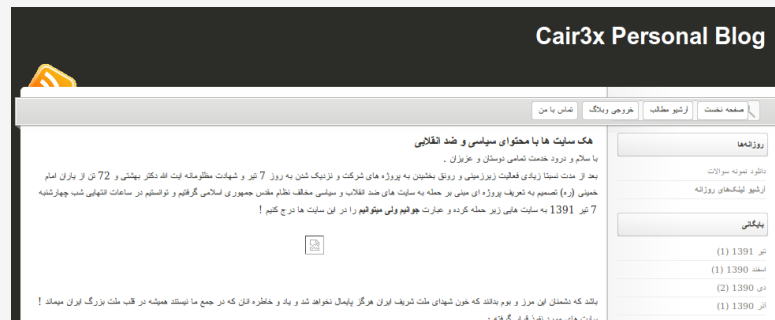 Cair3x Personal Blog
صفحه نخست
آرشیو مطالب
خروجی وبلاگ
تماس با من
هک سایت ها با محتوای سیاسی و ضد انقلابی
با سلام و درود خدمت تمامی دوستان و عزیزان .
بعد از مدت نسبتا زیادی فعالیت زیرزمینی و رونق بخشیدن به پروژه های شرکت و نزدیک شدن به روز 7 تیر و شهادت مظلومانه ایت الله دکتر بهشتی و 72 تن از یاران امام
خمینی (ره) تصمیم به تعریف پروژه ای مبنی بر حمله به سایت های ضد انقلاب و سیاسی مخالف نظام مقدس جمهوری اسلامی گرفتیم و توانستیم در ساعات انتهایی شب چهارشنبه
7 تیر 1391 به سایت هایی زیر حمله کرده و عبارت جوانیم ولی میتوانیم را در این سایت ها درج کنیم !
باشد که دشمنان این مرز و بوم بدانند که خون شهدای ملت شریف ایران هرگز پایمال نخواهد شد و یاد و خاطره انان که در جمع ما نیستند همیشه در قلب ملت بزرگ ایران میماند !
روزانه‌ها
دانلود نمونه سوالات
آرشیو لینک‌های روزانه
بایگانی
تیر 1391 (1)
اسفند 1390 (1)
دی 1390 (2)
آذر 1390 (1)